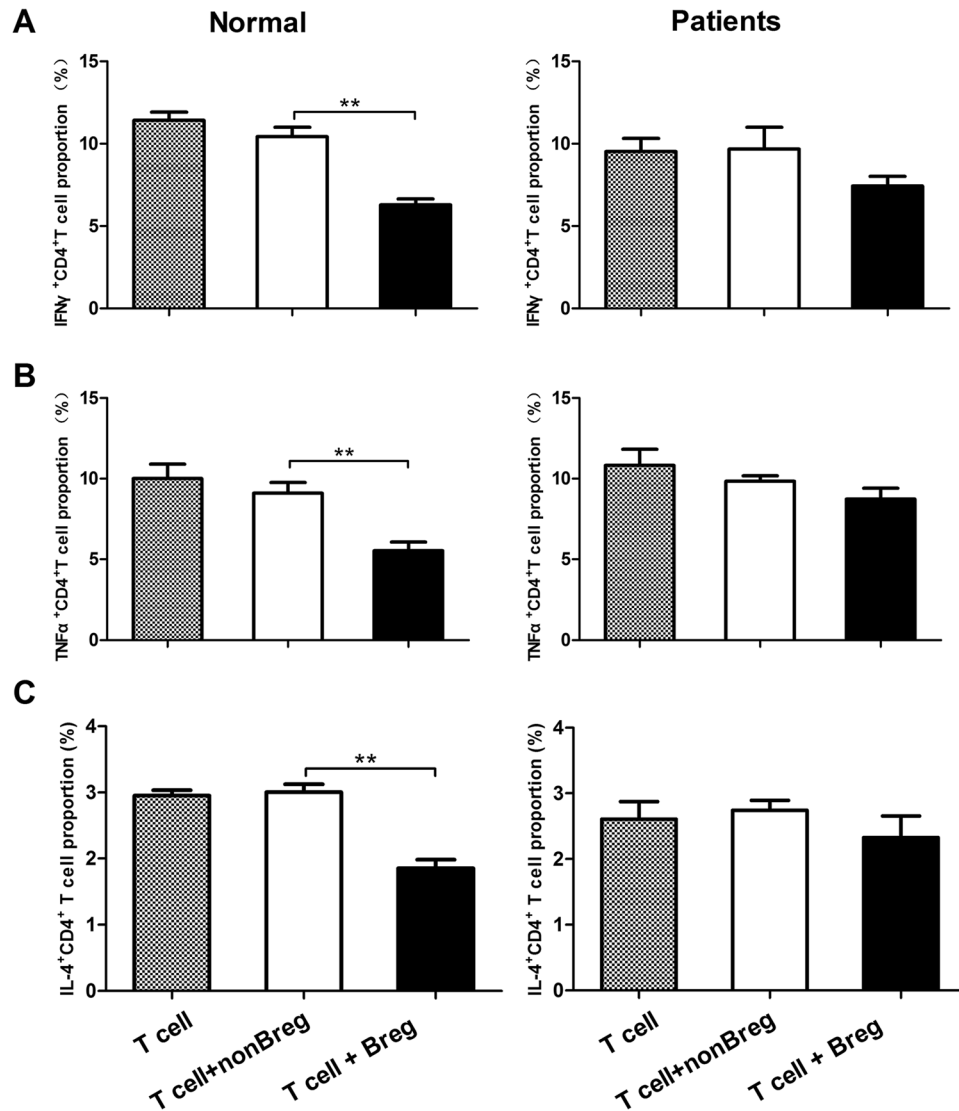 A
Normal
Patients
IFNγ +CD4+T cell proportion（%）
15
10
5
0
**
IFNγ +CD4+T cell proportion（%）
15
10
5
0
B
TNFα +CD4+T cell proportion（%）
15
10
5
0
**
TNFα +CD4+T cell proportion（%）
15
10
5
0
C
IL-4+CD4+ T cell proportion (%)
4
3
2
1
0
**
IL-4+CD4+ T cell proportion (%)
4
3
2
1
0
T cell
T cell+nonBreg
T cell + Breg
T cell
T cell+nonBreg
T cell + Breg